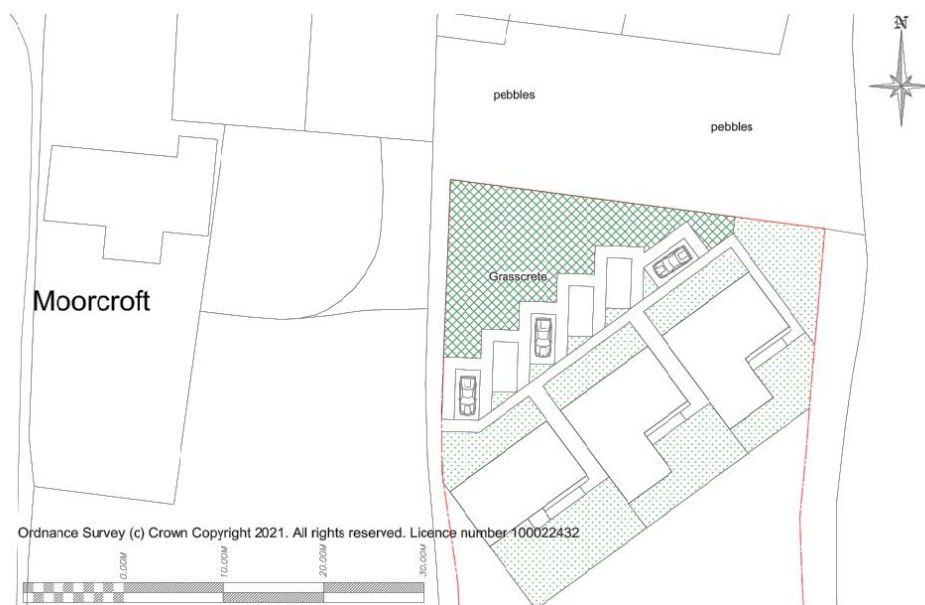 N
pebbles
pebbles
Grasscrete
Moorcroft
Ordnance Survey (c) Crown Copyright 2021. All rights reserved. Licence number 100022432
0.00M
10.00M
20.00M
30.00M